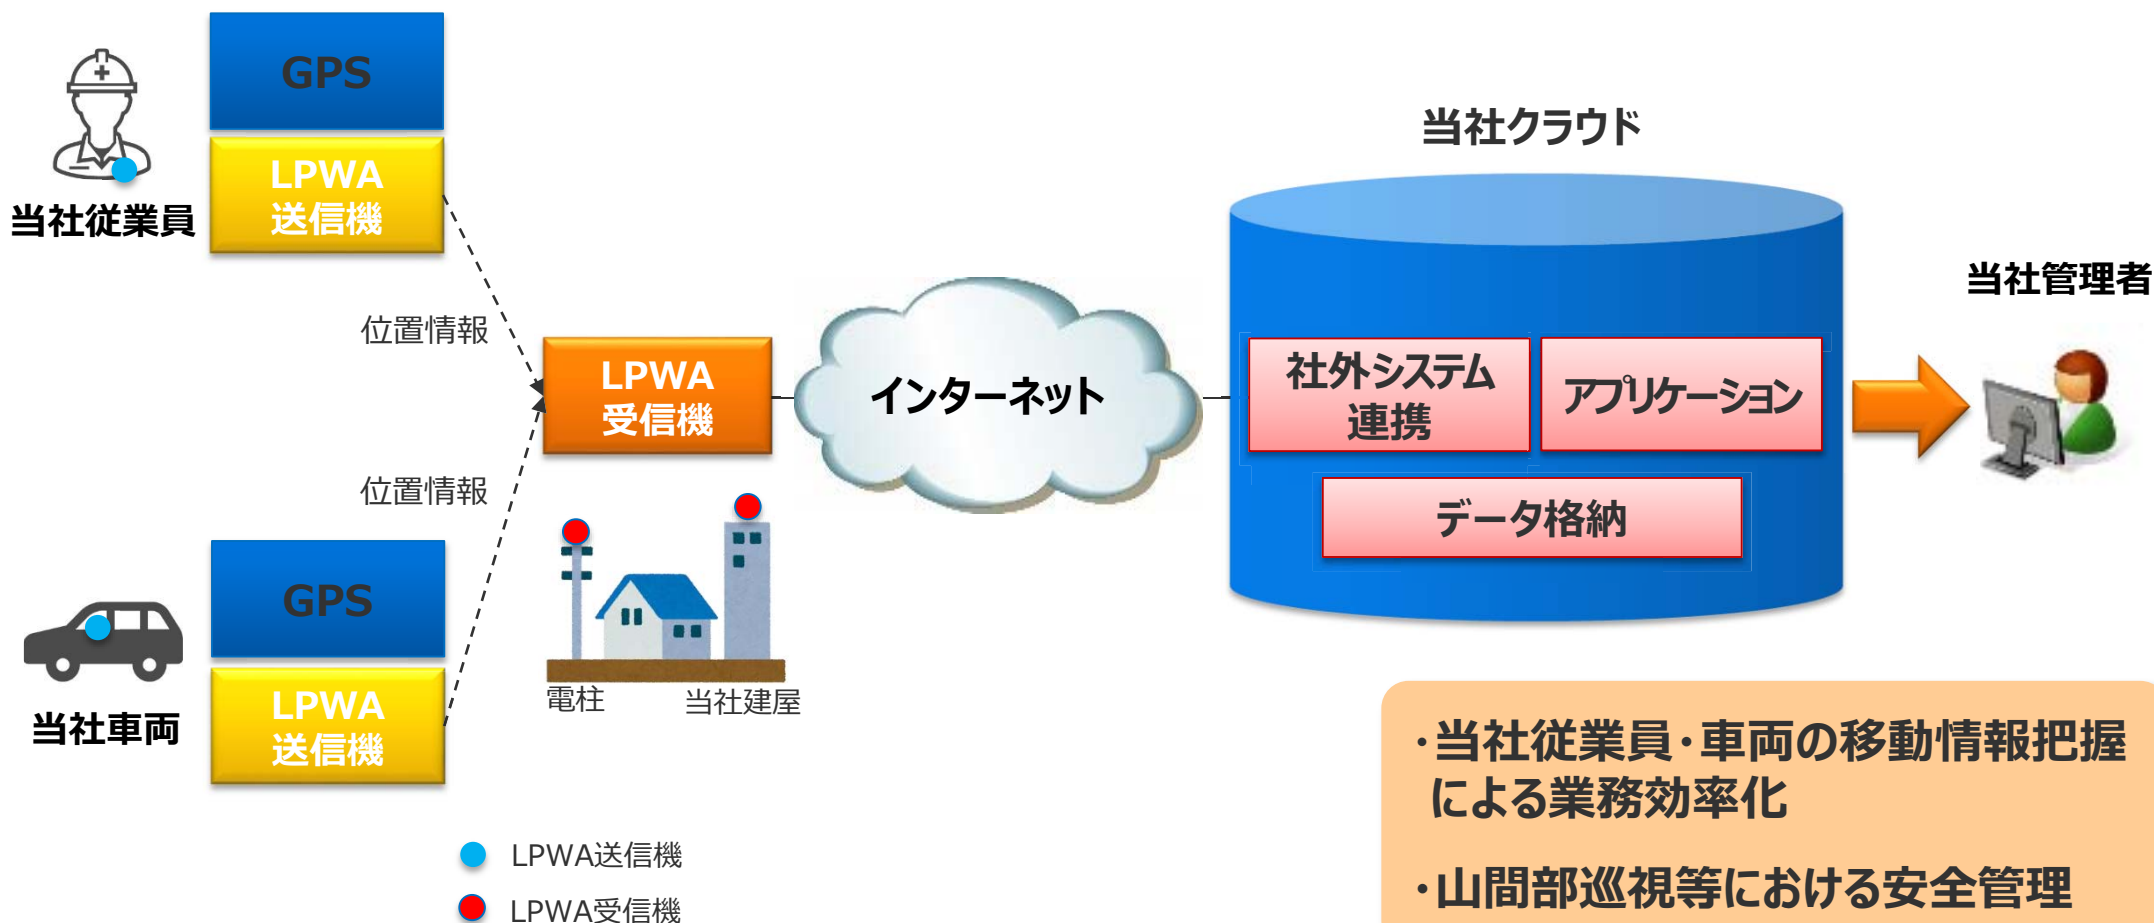 GPS
LPWA
送信機
当社従業員
位置情報
LPWA
受信機
位置情報
GPS
LPWA
送信機
当社車両
電柱
当社建屋
インターネット
当社クラウド
社外システム
連携
アプリケーション
データ格納
当社管理者
LPWA送信機
LPWA受信機
・当社従業員・車両の移動情報把握
による業務効率化
・山間部巡視等における安全管理